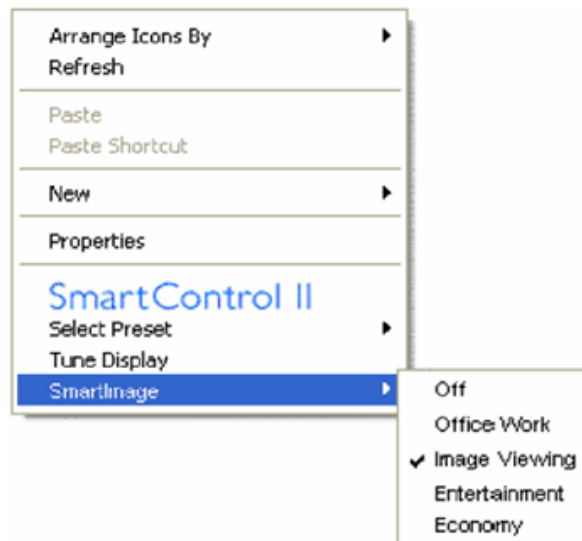 Arrange Icons By
Refresh
Paste
Paste Shortcut
New
Properties
SmartControl II
Select Preset
Tune Display
SmartImage
Off
Office Work
Image Viewing
Entertainment
Economy